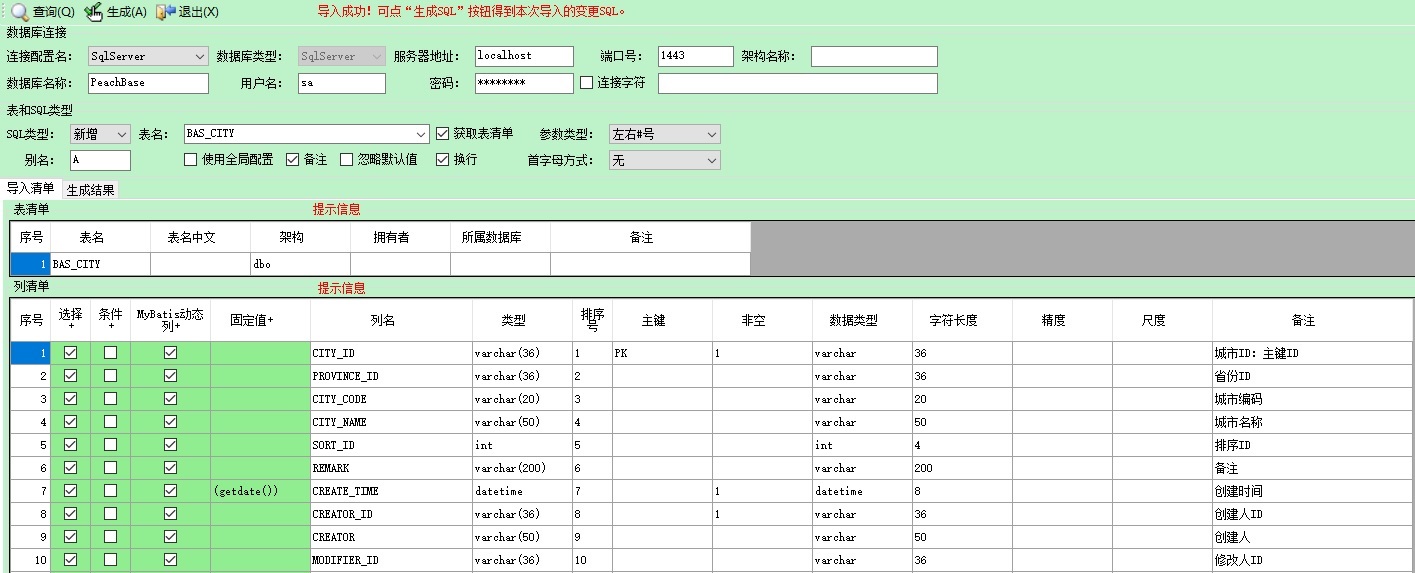 查询(Q) 生成(A) 退出(X) 导入成功！可点“生成SQL”按钮得到本次导入的变更SQL。
数据库连接
连接配置名： SqlServer 数据库类型： SqlServer 服务器地址： localhost 端口号： 1443 架构名称：
数据库名称： PeachBase 用户名： sa 密码： ******** 连接字符
表和SQL类型
SQL类型： 新增 表名： BAS_CITY 获取表清单 参数类型： 左右#号
别名： A 使用全局配置 备注 忽略默认值 换行 首字母方式： 无
导入清单 生成结果
表清单 提示信息
序号 表名 表名中文 架构 拥有者 所属数据库 备注
1 BAS_CITY dbo
列清单 提示信息
序号 选择+ 条件+ MyBatis动态列+ 固定值+ 列名 类型 排序号 主键 非空 数据类型 字符长度 精度 尺度 备注
1 CITY_ID varchar(36) 1 PK 1 varchar 36 城市ID：主键ID
2 PROVINCE_ID varchar(36) 2 varchar 36 省份ID
3 CITY_CODE varchar(20) 3 varchar 20 城市编码
4 CITY_NAME varchar(50) 4 varchar 50 城市名称
5 SORT_ID int 5 int 4 排序ID
6 REMARK varchar(200) 6 varchar 200 备注
7 (getdate()) CREATE_TIME datetime 7 1 datetime 8 创建时间
8 CREATOR_ID varchar(36) 8 1 varchar 36 创建人ID
9 CREATOR varchar(50) 9 varchar 50 创建人
10 MODIFIER_ID varchar(36) 10 varchar 36 修改人ID